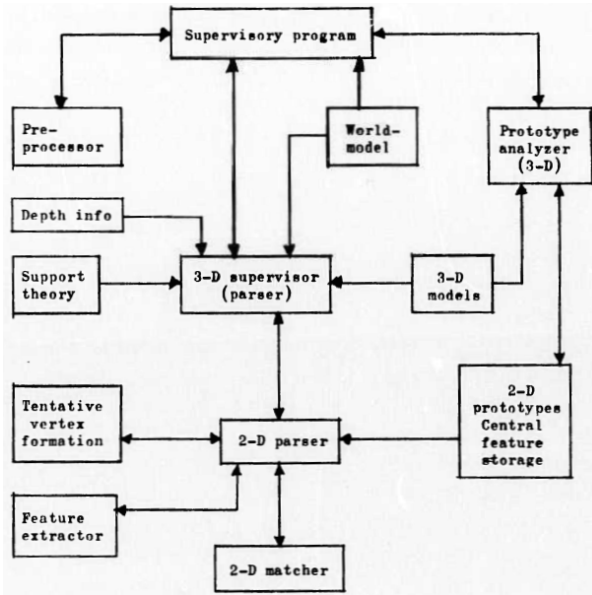 Supervisory program
Pre-
processor
World-
model
Prototype
analyzer
(3-D)
Depth info
Support
theory
3-D supervisor
(parser)
3-D
models
Tentative
vertex
formation
2-D parser
2-D
prototypes
Central
feature
storage
Feature
extractor
2-D matcher